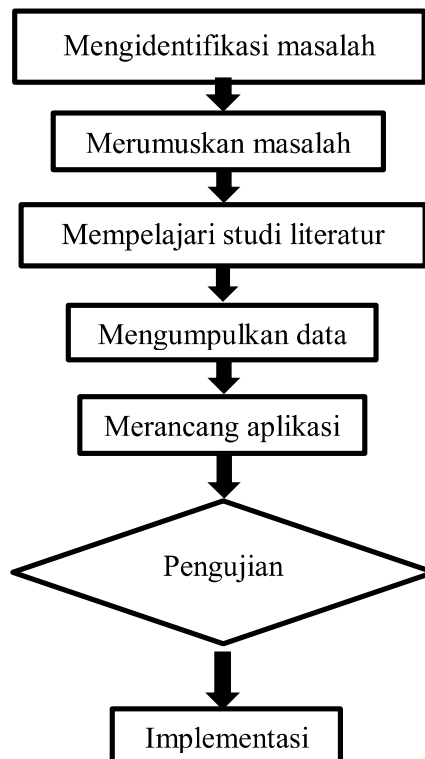 Mengidentifikasi masalah
Merumuskan masalah
Mempelajari studi literatur
Mengumpulkan data
Merancang aplikasi
Pengujian
Implementasi